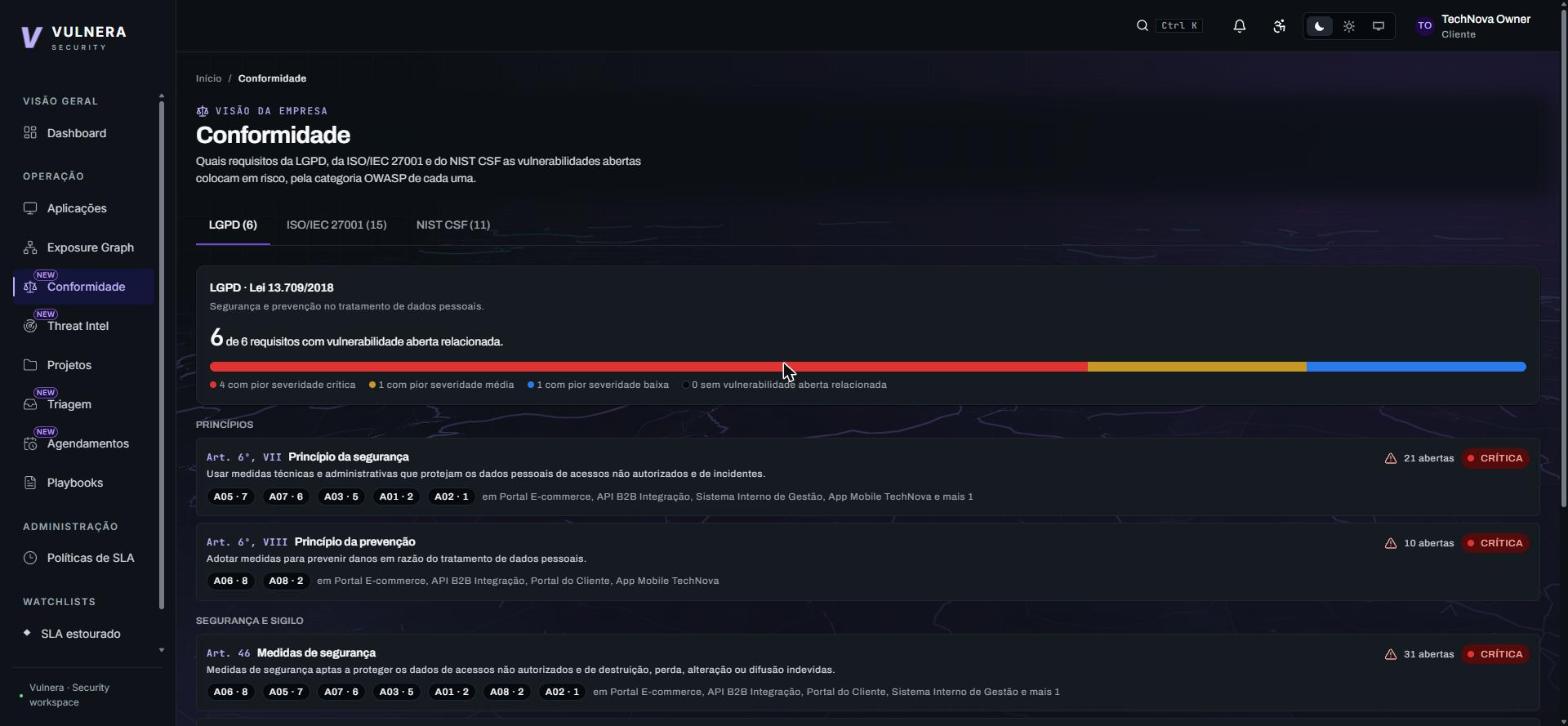 VULNERA
SECURITY
Ctrl K
TO
TechNova Owner
Cliente
VISÃO GERAL
Dashboard
OPERAÇÃO
Aplicações
Exposure Graph
NEW
Conformidade
NEW
Threat Intel
Projetos
NEW
Triagem
NEW
Agendamentos
Playbooks
ADMINISTRAÇÃO
Políticas de SLA
WATCHLISTS
SLA estourado
Vulnera · Security
workspace
Início / Conformidade
VISÃO DA EMPRESA
Conformidade
Quais requisitos da LGPD, da ISO/IEC 27001 e do NIST CSF as vulnerabilidades abertas
colocam em risco, pela categoria OWASP de cada uma.
LGPD (6) ISO/IEC 27001 (15) NIST CSF (11)
LGPD · Lei 13.709/2018
Segurança e prevenção no tratamento de dados pessoais.
6 de 6 requisitos com vulnerabilidade aberta relacionada.
4 com pior severidade crítica 1 com pior severidade média 1 com pior severidade baixa 0 sem vulnerabilidade aberta relacionada
PRINCÍPIOS
Art. 6º, VII Princípio da segurança 21 abertas CRÍTICA
Usar medidas técnicas e administrativas que protejam os dados pessoais de acessos não autorizados e de incidentes.
A05 · 7 A07 · 6 A03 · 5 A01 · 2 A02 · 1 em Portal E-commerce, API B2B Integração, Sistema Interno de Gestão, App Mobile TechNova e mais 1
Art. 6º, VIII Princípio da prevenção 10 abertas CRÍTICA
Adotar medidas para prevenir danos em razão do tratamento de dados pessoais.
A06 · 8 A08 · 2 em Portal E-commerce, API B2B Integração, Portal do Cliente, App Mobile TechNova
SEGURANÇA E SIGILO
Art. 46 Medidas de segurança 31 abertas CRÍTICA
Medidas de segurança aptas a proteger os dados de acessos não autorizados e de destruição, perda, alteração ou difusão indevidas.
A06 · 8 A05 · 7 A07 · 6 A03 · 5 A01 · 2 A08 · 2 A02 · 1 em Portal E-commerce, API B2B Integração, Portal do Cliente, Sistema Interno de Gestão e mais 1